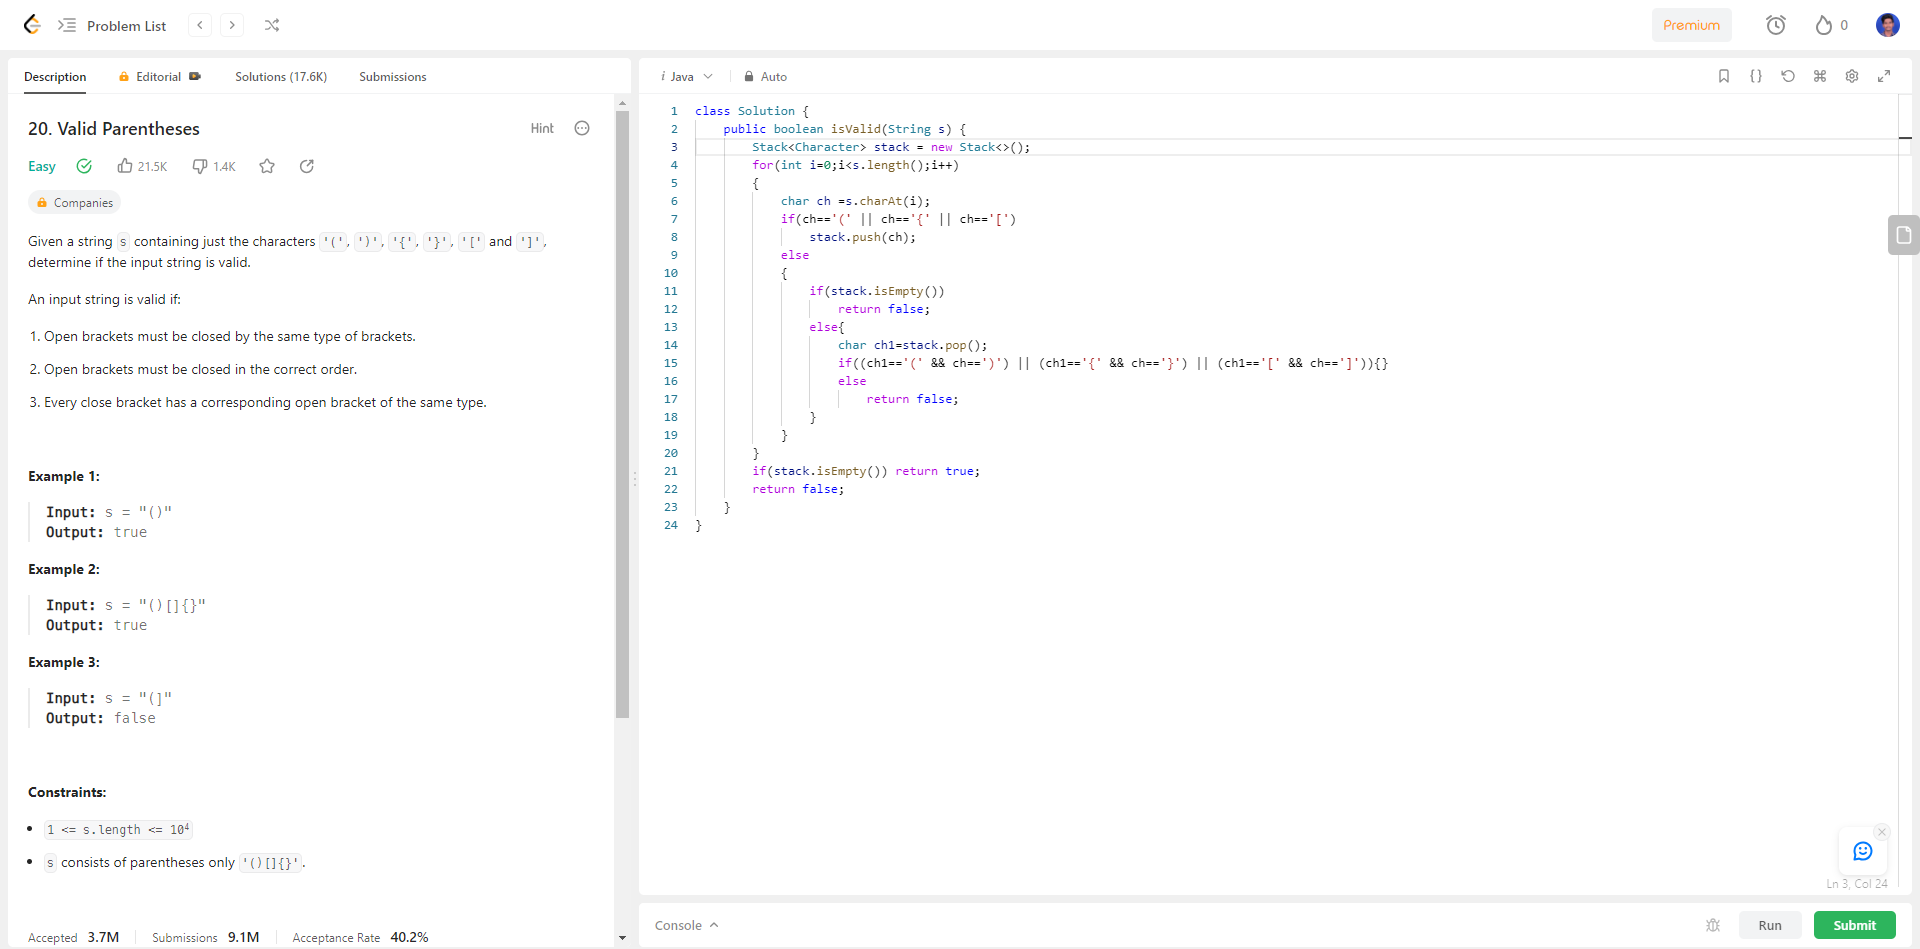 Problem List
Premium
0
Description Editorial Solutions (17.6K) Submissions
20. Valid Parentheses Hint
Easy 21.5K 1.4K
Companies
Given a string s containing just the characters '(', ')', '{', '}', '[' and ']',
determine if the input string is valid.
An input string is valid if:
1. Open brackets must be closed by the same type of brackets.
2. Open brackets must be closed in the correct order.
3. Every close bracket has a corresponding open bracket of the same type.
Example 1:
Input: s = "()"
Output: true
Example 2:
Input: s = "()[]{}"
Output: true
Example 3:
Input: s = "(]"
Output: false
Constraints:
• 1 <= s.length <= 10⁴
• s consists of parentheses only '()[]{}'.
Accepted 3.7M Submissions 9.1M Acceptance Rate 40.2%
i Java Auto
1 class Solution {
2 public boolean isValid(String s) {
3 Stack<Character> stack = new Stack<>();
4 for(int i=0;i<s.length();i++)
5 {
6 char ch =s.charAt(i);
7 if(ch=='(' || ch=='{' || ch=='[')
8 stack.push(ch);
9 else
10 {
11 if(stack.isEmpty())
12 return false;
13 else{
14 char ch1=stack.pop();
15 if((ch1=='(' && ch==')') || (ch1=='{' && ch=='}') || (ch1=='[' && ch==']')){}
16 else
17 return false;
18 }
19 }
20 }
21 if(stack.isEmpty()) return true;
22 return false;
23 }
24 }
Ln 3, Col 24
Console Run Submit